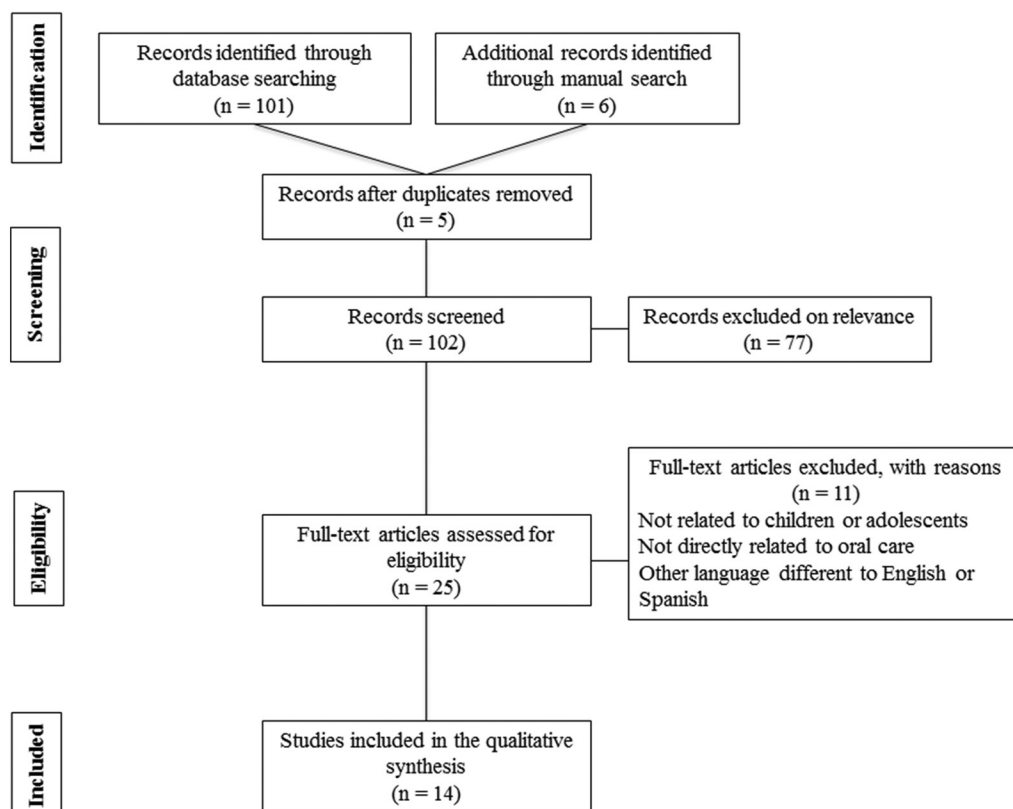 Identification
Records identified through
database searching
(n = 101)
Additional records identified
through manual search
(n = 6)
Records after duplicates removed
(n = 5)
Screening
Records screened
(n = 102)
Records excluded on relevance
(n = 77)
Eligibility
Full-text articles assessed for
eligibility
(n = 25)
Full-text articles excluded, with reasons
(n = 11)
Not related to children or adolescents
Not directly related to oral care
Other language different to English or
Spanish
Included
Studies included in the qualitative
synthesis
(n = 14)